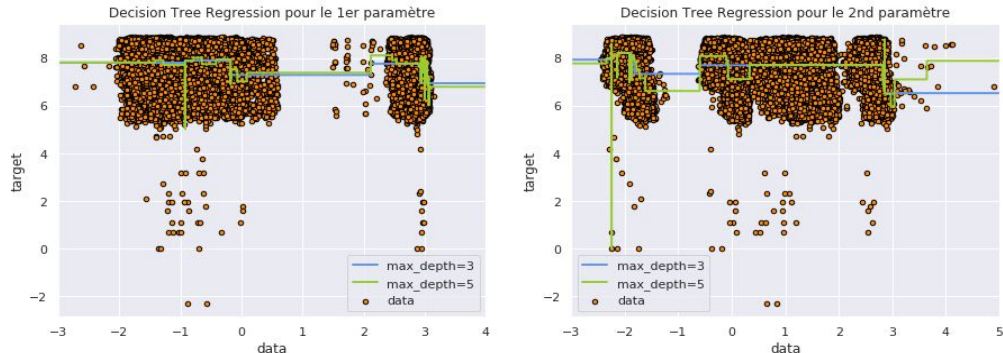 Decision Tree Regression pour le 1er paramètre
8
6
4
2
0
−2
target
−3 −2 −1 0 1 2 3 4
data
max_depth=3
max_depth=5
data
Decision Tree Regression pour le 2nd paramètre
8
6
4
2
0
−2
target
−3 −2 −1 0 1 2 3 4 5
data
max_depth=3
max_depth=5
data